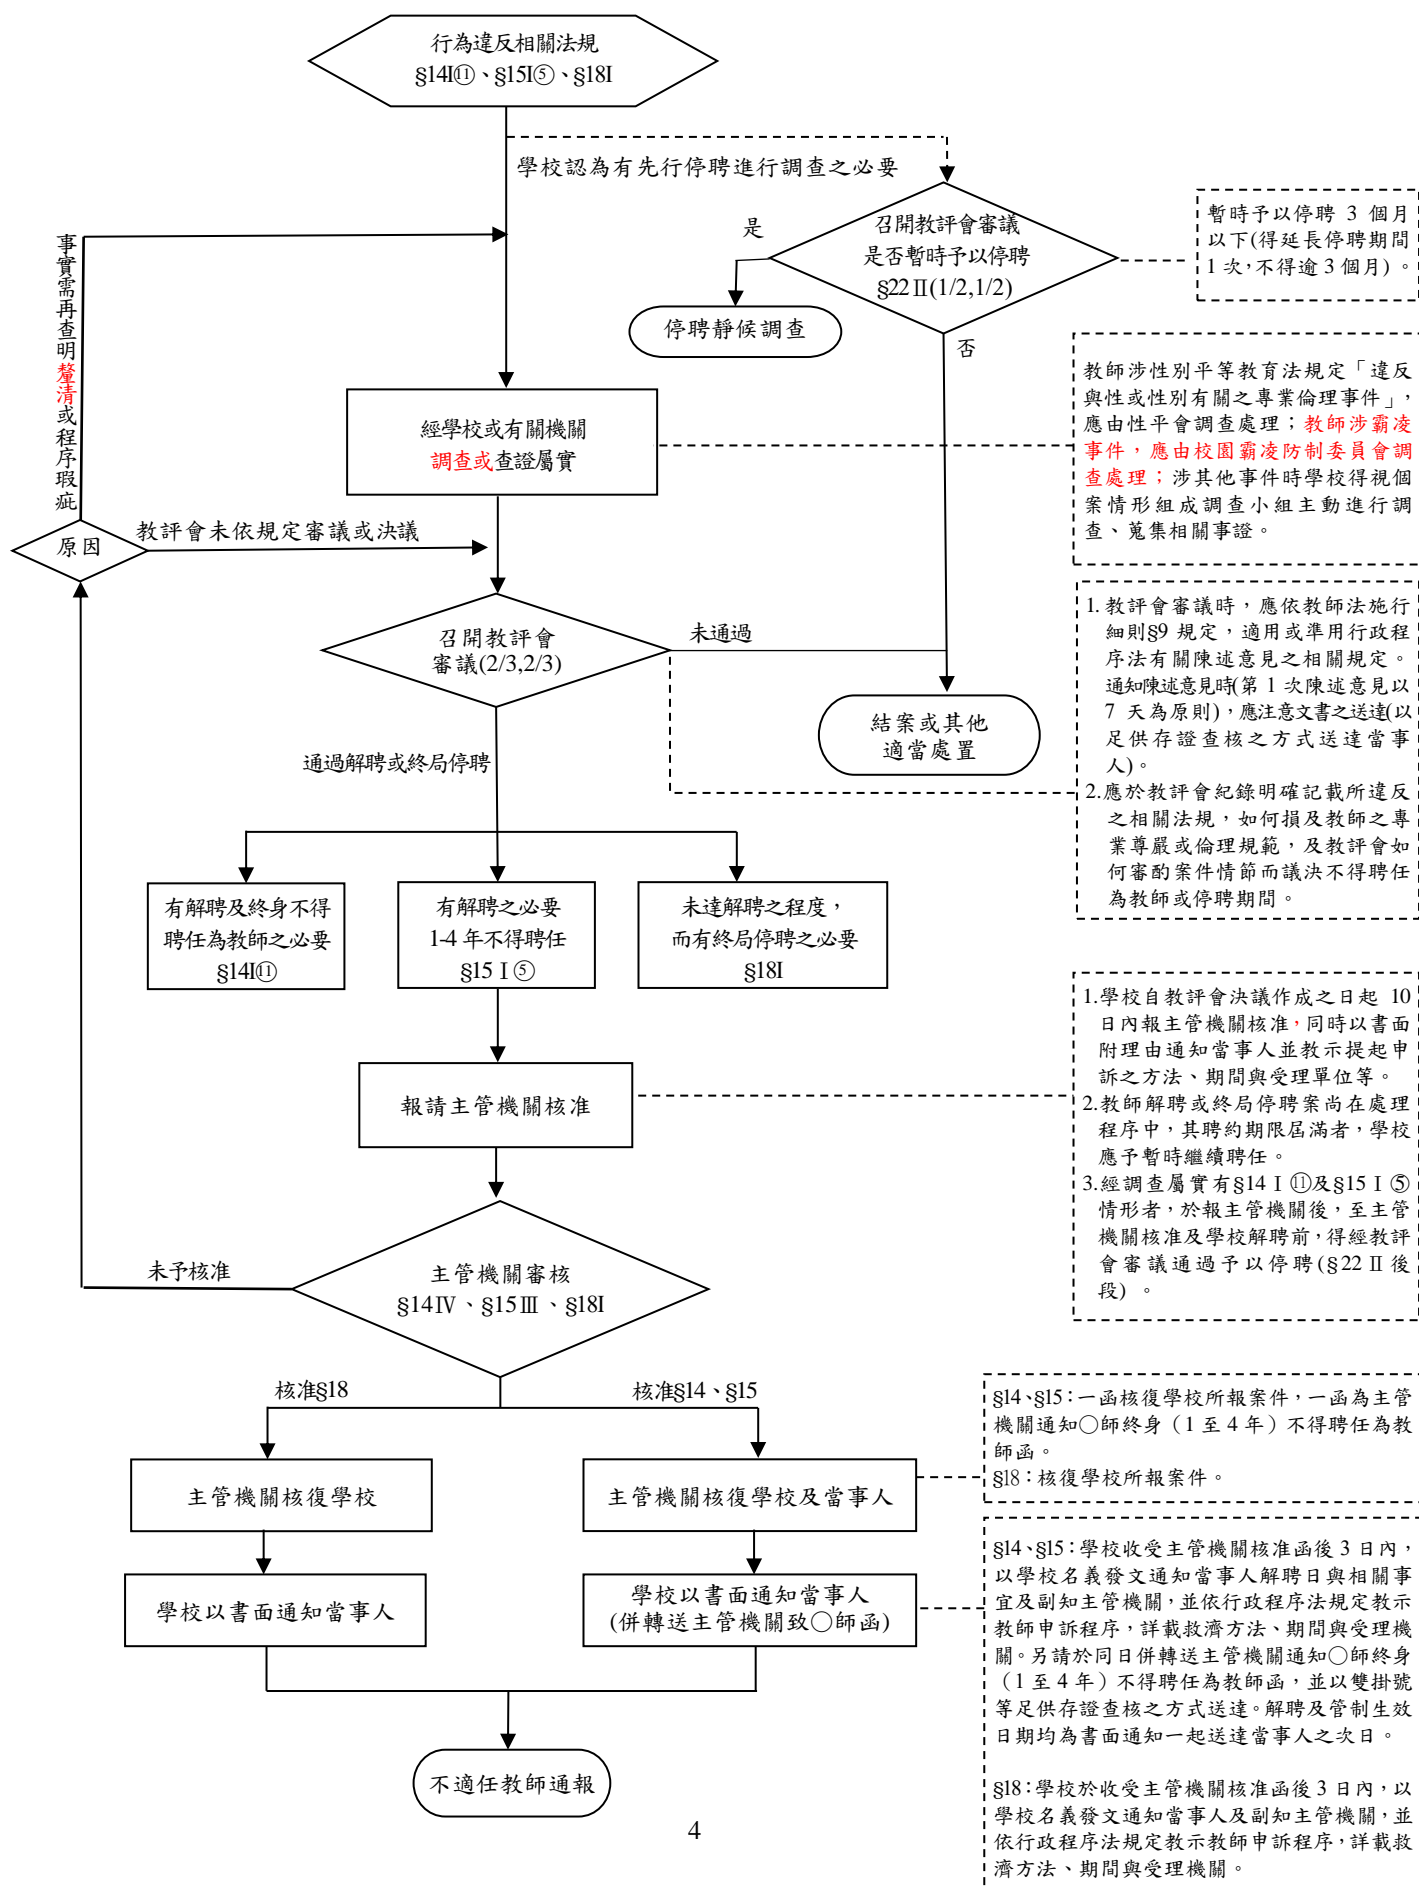 行為違反相關法規
§14I⑪、§15I⑤、§18I
學校認為有先行停聘進行調查之必要
召開教評會審議
是否暫時予以停聘
§22Ⅱ(1/2,1/2)
是
否
停聘靜候調查
暫時予以停聘 3 個月
以下(得延長停聘期間
1 次,不得逾 3 個月)。
事實需再查明釐清或程序瑕疵
經學校或有關機關
調查或查證屬實
教師涉性別平等教育法規定「違反
與性或性別有關之專業倫理事件」,
應由性平會調查處理；教師涉霸凌
事件，應由校園霸凌防制委員會調
查處理；涉其他事件時學校得視個
案情形組成調查小組主動進行調
查、蒐集相關事證。
原因
教評會未依規定審議或決議
召開教評會
審議(2/3,2/3)
未通過
結案或其他
適當處置
1. 教評會審議時，應依教師法施行
細則§9 規定，適用或準用行政程
序法有關陳述意見之相關規定。
通知陳述意見時(第 1 次陳述意見以
7 天為原則)，應注意文書之送達(以
足供存證查核之方式送達當事
人)。
2.應於教評會紀錄明確記載所違反
之相關法規，如何損及教師之專
業尊嚴或倫理規範，及教評會如
何審酌案件情節而議決不得聘任
為教師或停聘期間。
通過解聘或終局停聘
有解聘及終身不得
聘任為教師之必要
§14I⑪
有解聘之必要
1-4 年不得聘任
§15Ⅰ⑤
未達解聘之程度，
而有終局停聘之必要
§18I
報請主管機關核准
1.學校自教評會決議作成之日起 10
日內報主管機關核准，同時以書面
附理由通知當事人並教示提起申
訴之方法、期間與受理單位等。
2.教師解聘或終局停聘案尚在處理
程序中，其聘約期限屆滿者，學校
應予暫時繼續聘任。
3.經調查屬實有§14Ⅰ⑪及§15Ⅰ⑤
情形者，於報主管機關後，至主管
機關核准及學校解聘前，得經教評
會審議通過予以停聘(§22Ⅱ後
段)。
未予核准
主管機關審核
§14Ⅳ、§15Ⅲ、§18I
核准§18
核准§14、§15
主管機關核復學校
主管機關核復學校及當事人
§14、§15：一函核復學校所報案件，一函為主管
機關通知○師終身（1 至 4 年）不得聘任為教
師函。
§18：核復學校所報案件。
學校以書面通知當事人
學校以書面通知當事人
(併轉送主管機關致○師函)
§14、§15：學校收受主管機關核准函後 3 日內，
以學校名義發文通知當事人解聘日與相關事
宜及副知主管機關，並依行政程序法規定教示
教師申訴程序，詳載救濟方法、期間與受理機
關。另請於同日併轉送主管機關通知○師終身
（1 至 4 年）不得聘任為教師函，並以雙掛號
等足供存證查核之方式送達。解聘及管制生效
日期均為書面通知一起送達當事人之次日。
§18：學校於收受主管機關核准函後 3 日內，以
學校名義發文通知當事人及副知主管機關，並
依行政程序法規定教示教師申訴程序，詳載救
濟方法、期間與受理機關。
不適任教師通報
4